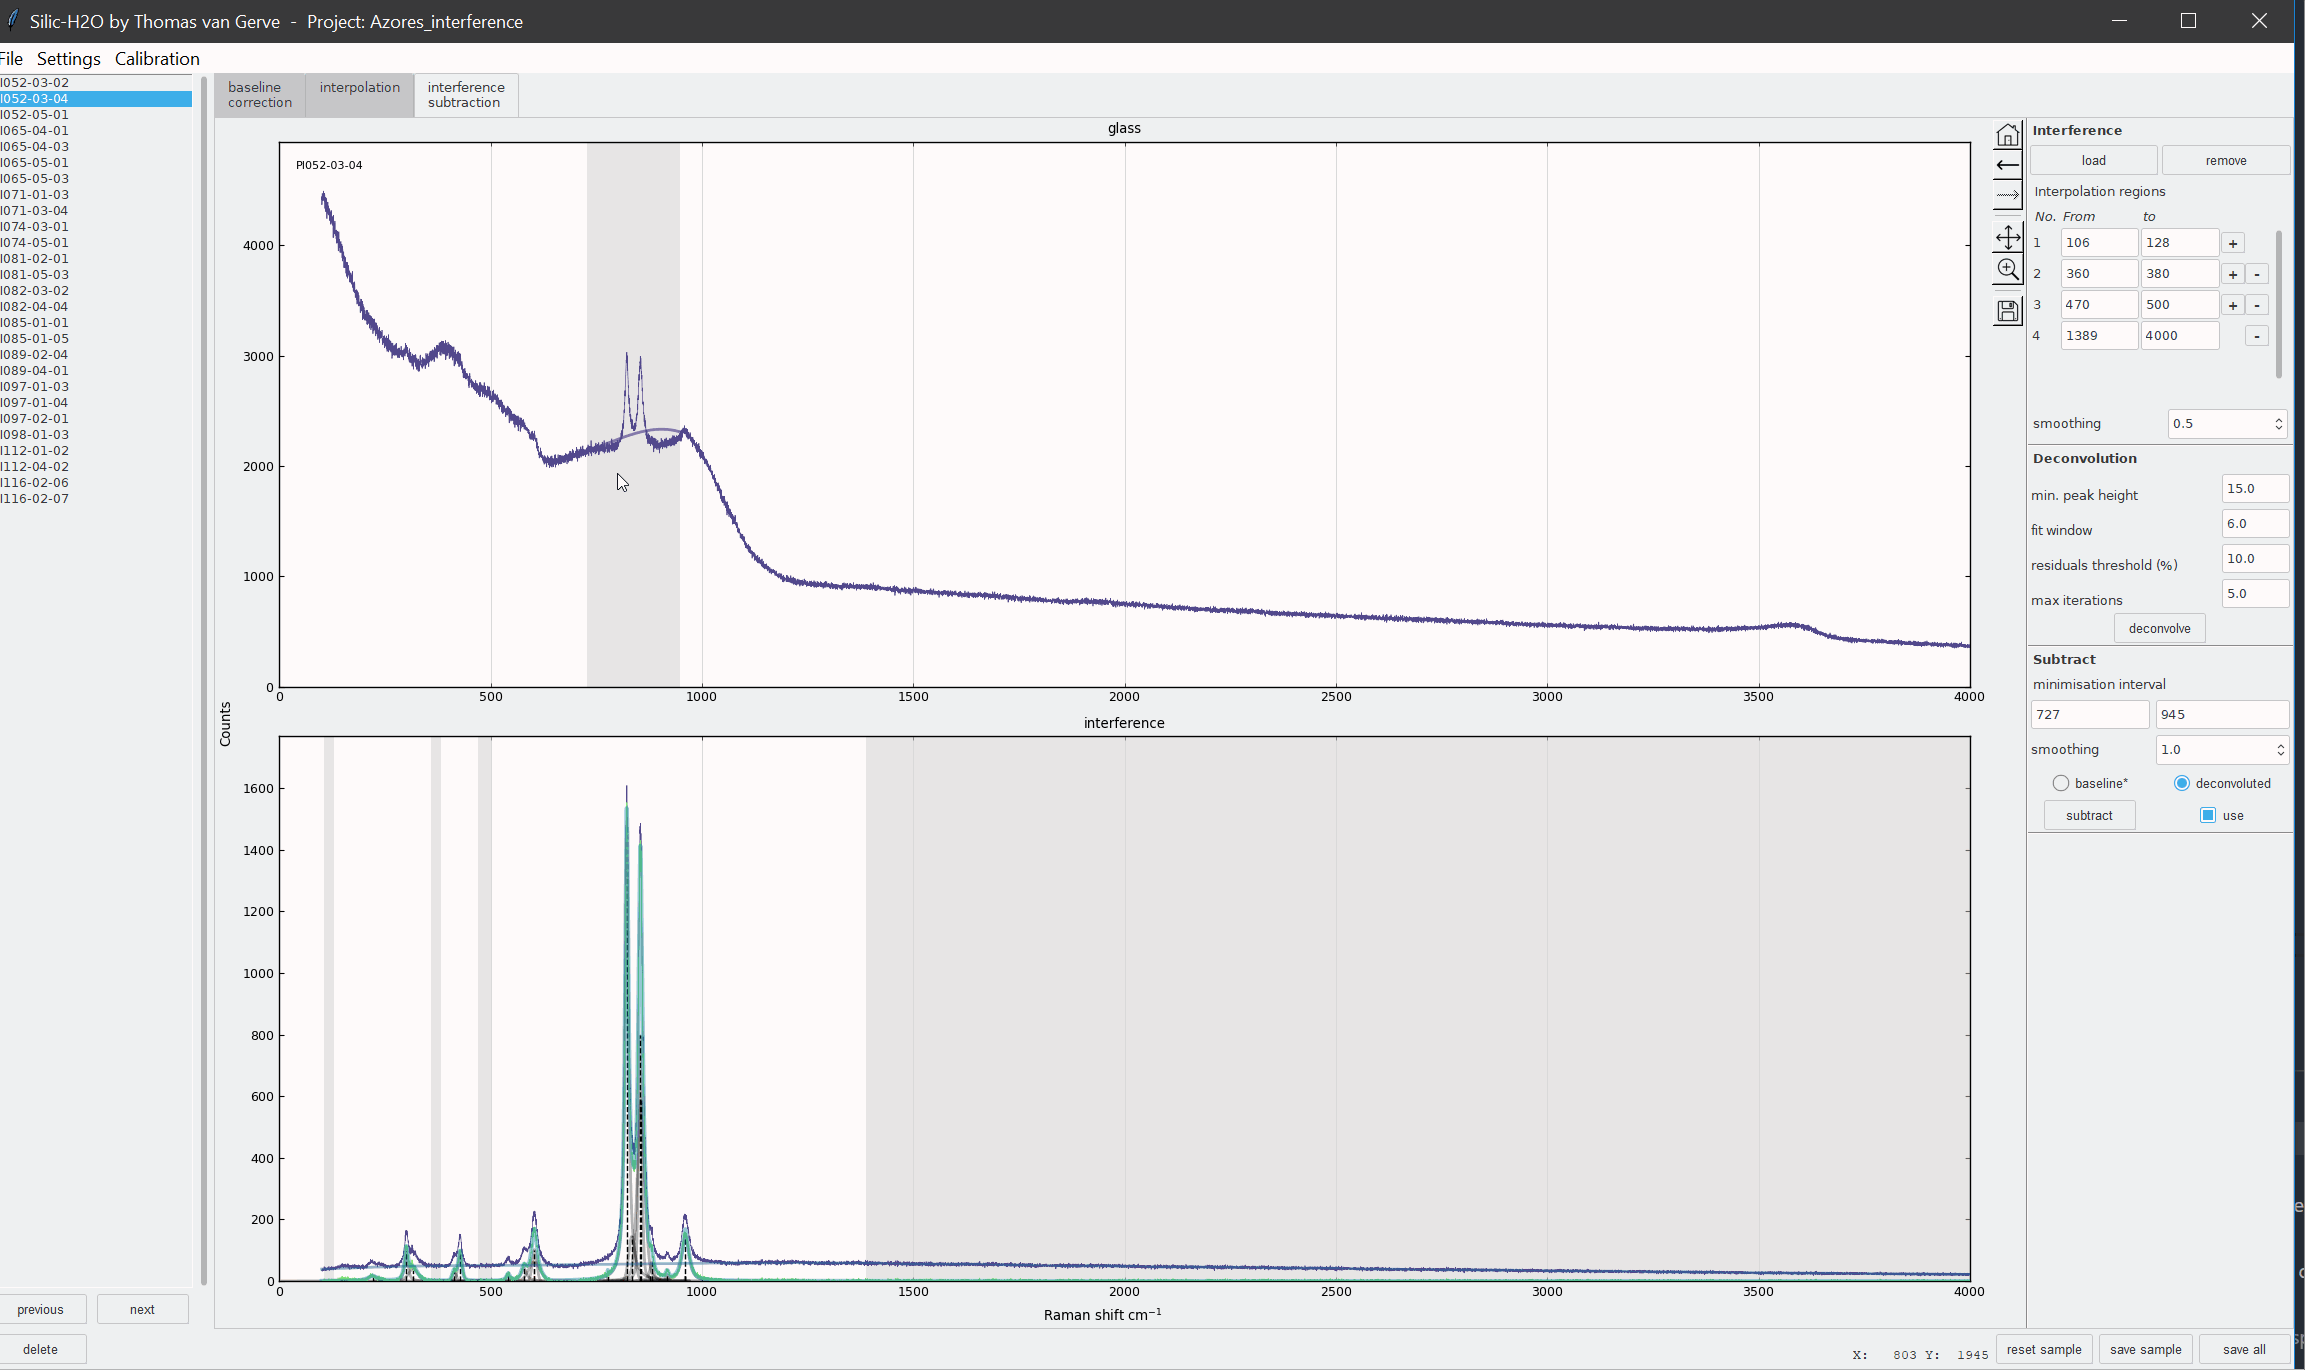 Silic-H2O by Thomas van Gerve - Project: Azores_interference
File Settings Calibration
I052-03-02
I052-03-04
I052-05-01
I065-04-01
I065-04-03
I065-05-01
I065-05-03
I071-01-03
I071-03-04
I074-03-01
I074-05-01
I081-02-01
I081-05-03
I082-03-02
I082-04-04
I085-01-01
I085-01-05
I089-02-04
I089-04-01
I097-01-03
I097-01-04
I097-02-01
I098-01-03
I112-01-02
I112-04-02
I116-02-06
I116-02-07
previous next
delete
baseline
correction
interpolation
interference
subtraction
glass
PI052-03-04
4000
3000
2000
1000
0
0 500 1000 1500 2000 2500 3000 3500 4000
Counts
interference
1600
1400
1200
1000
800
600
400
200
0
0 500 1000 1500 2000 2500 3000 3500 4000
Raman shift cm⁻¹
Interference
load remove
Interpolation regions
No. From to
1 106 128 +
2 360 380 + -
3 470 500 + -
4 1389 4000 -
smoothing 0.5
Deconvolution
min. peak height 15.0
fit window 6.0
residuals threshold (%) 10.0
max iterations 5.0
deconvolve
Subtract
minimisation interval
727 945
smoothing 1.0
baseline* deconvoluted
subtract use
X: 803 Y: 1945 reset sample save sample save all